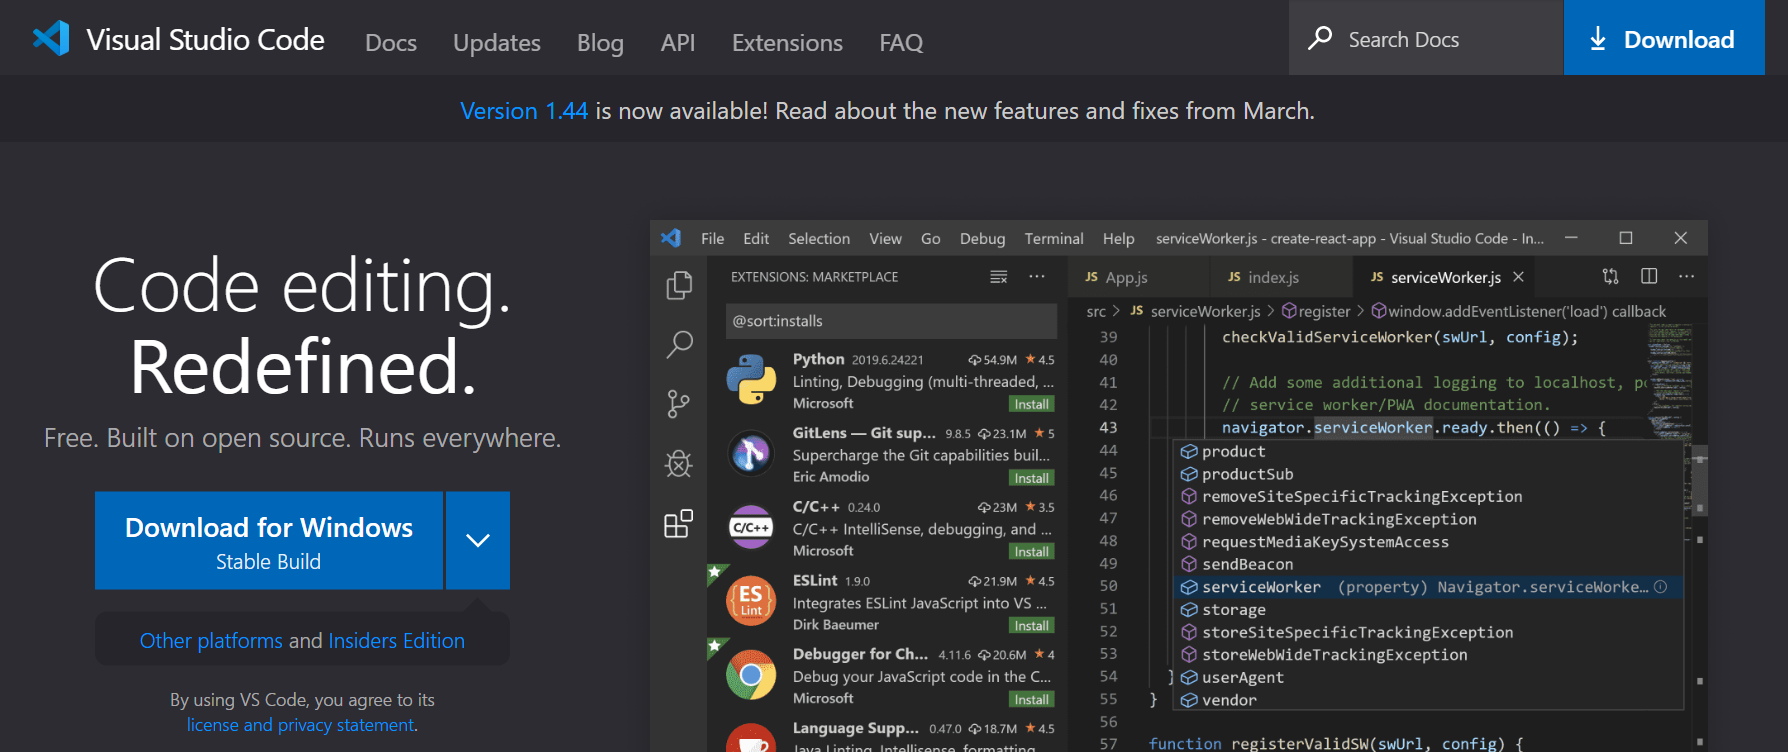 Visual Studio Code Docs Updates Blog API Extensions FAQ Search Docs Download
Version 1.44 is now available! Read about the new features and fixes from March.
Code editing.
Redefined.
Free. Built on open source. Runs everywhere.
Download for Windows
Stable Build
Other platforms and Insiders Edition
By using VS Code, you agree to its
license and privacy statement.
File Edit Selection View Go Debug Terminal Help serviceWorker.js - create-react-app - Visual Studio Code - In...
EXTENSIONS: MARKETPLACE
@sort:installs
Python 2019.6.24221 54.9M ★ 4.5
Linting, Debugging (multi-threaded, ...
Microsoft Install
GitLens — Git sup... 9.8.5 23.1M ★ 5
Supercharge the Git capabilities buil...
Eric Amodio Install
C/C++
C/C++ 0.24.0 23M ★ 3.5
C/C++ IntelliSense, debugging, and ...
Microsoft Install
ES
Lint
ESLint 1.9.0 21.9M ★ 4.5
Integrates ESLint JavaScript into VS ...
Dirk Baeumer Install
Debugger for Ch... 4.11.6 20.6M ★ 4
Debug your JavaScript code in the C...
Microsoft Install
Language Supp... 0.47.0 18.7M ★ 4.5
Java Linting, Intellisense, formatting,
JS App.js JS index.js JS serviceWorker.js
src > JS serviceWorker.js > register > window.addEventListener('load') callback
39 checkValidServiceWorker(swUrl, config);
40
41 // Add some additional logging to localhost, po
42 // service worker/PWA documentation.
43 navigator.serviceWorker.ready.then(() => {
44 product
45 productSub
46 removeSiteSpecificTrackingException
47 removeWebWideTrackingException
48 requestMediaKeySystemAccess
49 sendBeacon
50 serviceWorker (property) Navigator.serviceWorke...
51 storage
52 storeSiteSpecificTrackingException
53 storeWebWideTrackingException
54 } userAgent
55 } vendor
56
57 function registerValidSW(swUrl, config) {